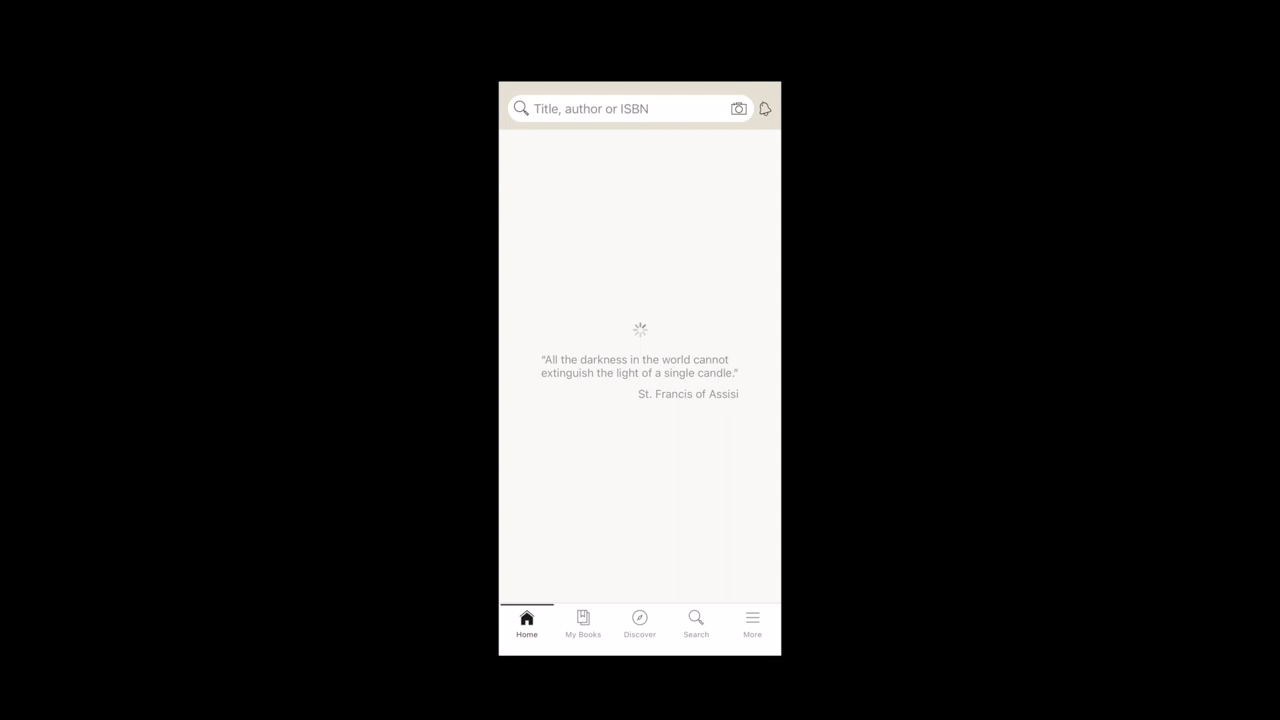 Title, author or ISBN
“All the darkness in the world cannot
extinguish the light of a single candle.”
St. Francis of Assisi
Home
My Books
Discover
Search
More